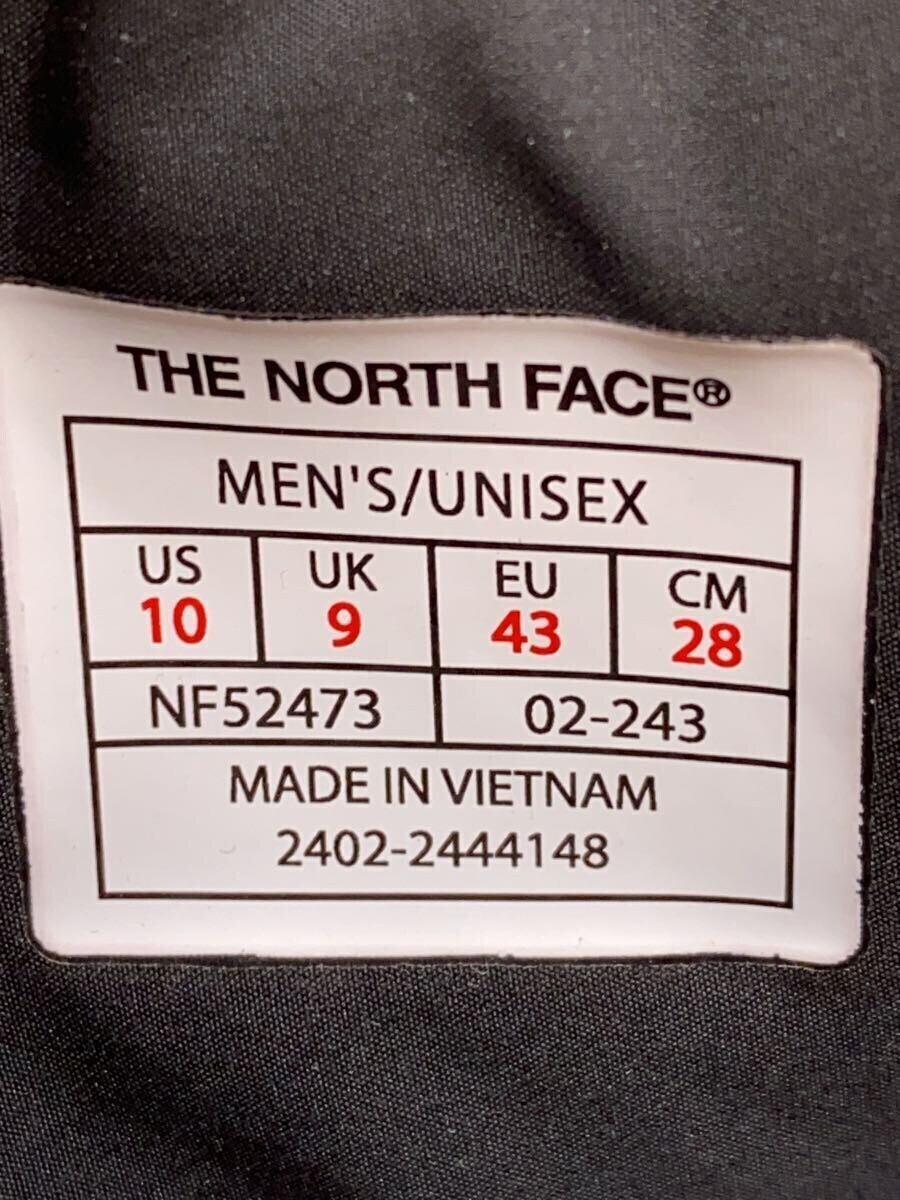 THE NORTH FACE®
MEN'S/UNISEX
US UK EU CM
10 9 43 28
NF52473 02-243
MADE IN VIETNAM
2402-2444148